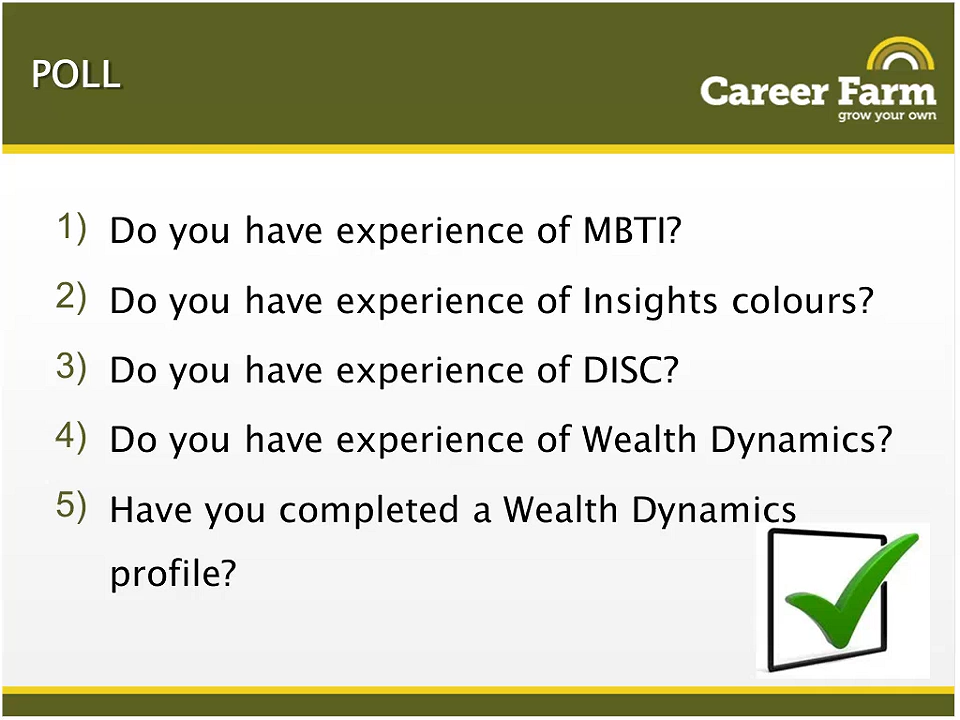 POLL
Career Farm
grow your own
1) Do you have experience of MBTI?
2) Do you have experience of Insights colours?
3) Do you have experience of DISC?
4) Do you have experience of Wealth Dynamics?
5) Have you completed a Wealth Dynamics
profile?